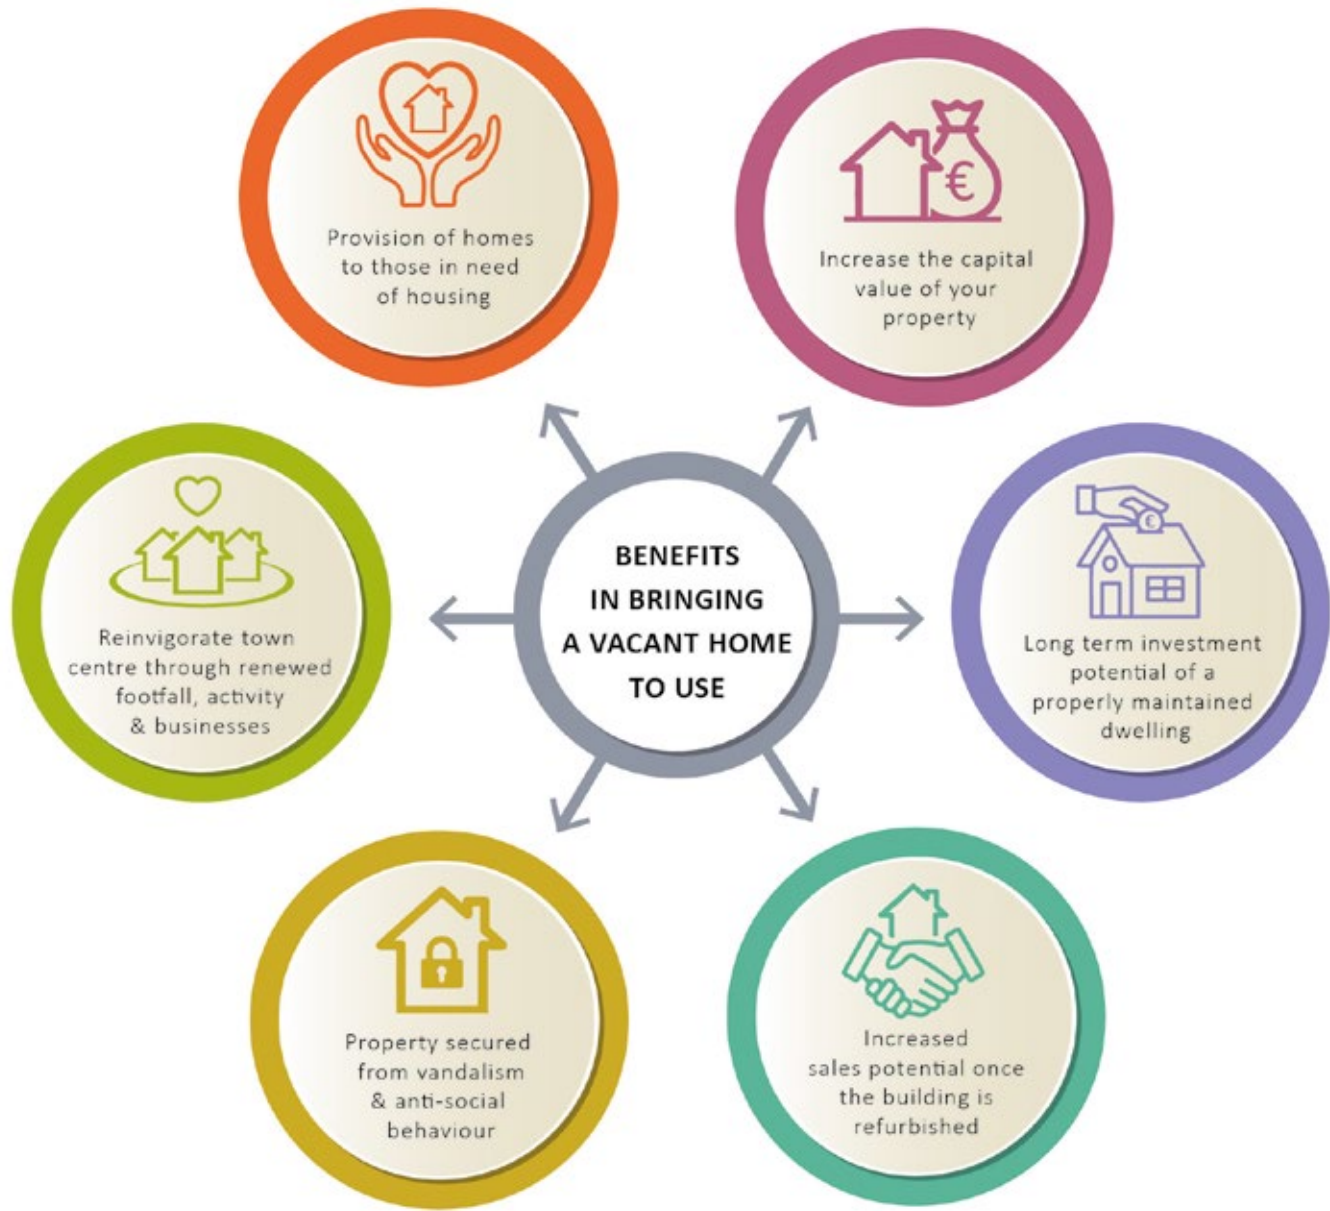 Provision of homes
to those in need
of housing
€
Increase the capital
value of your
property
Reinvigorate town
centre through renewed
footfall, activity
& businesses
BENEFITS
IN BRINGING
A VACANT HOME
TO USE
€
Long term investment
potential of a
properly maintained
dwelling
Property secured
from vandalism
& anti-social
behaviour
Increased
sales potential once
the building is
refurbished